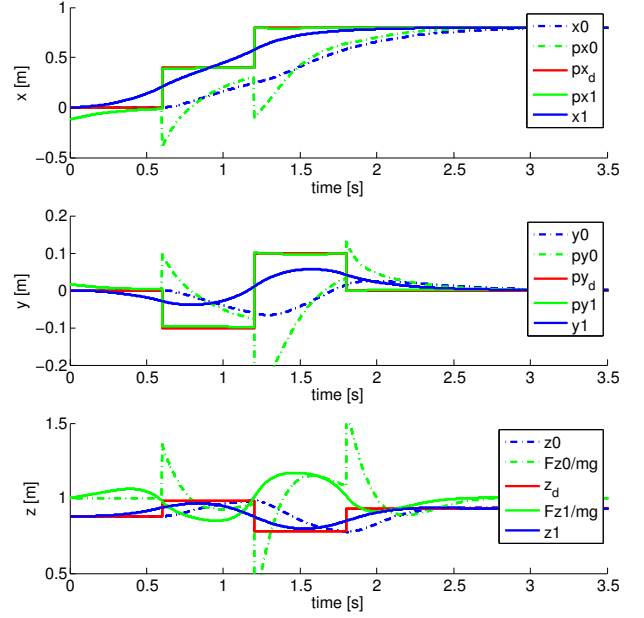 1
0.5
0
−0.5
x [m]
0 0.5 1 1.5 2 2.5 3 3.5
time [s]
x0
px0
px_d
px1
x1
0.2
0.1
0
−0.1
−0.2
y [m]
0 0.5 1 1.5 2 2.5 3 3.5
time [s]
y0
py0
py_d
py1
y1
1.5
1
0.5
z [m]
0 0.5 1 1.5 2 2.5 3 3.5
time [s]
z0
Fz0/mg
z_d
Fz1/mg
z1